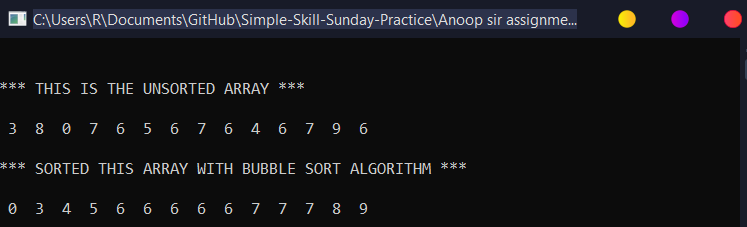 C:\Users\R\Documents\GitHub\Simple-Skill-Sunday-Practice\Anoop sir assignme...
*** THIS IS THE UNSORTED ARRAY ***
3 8 0 7 6 5 6 7 6 4 6 7 9 6
*** SORTED THIS ARRAY WITH BUBBLE SORT ALGORITHM ***
0 3 4 5 6 6 6 6 6 7 7 7 8 9